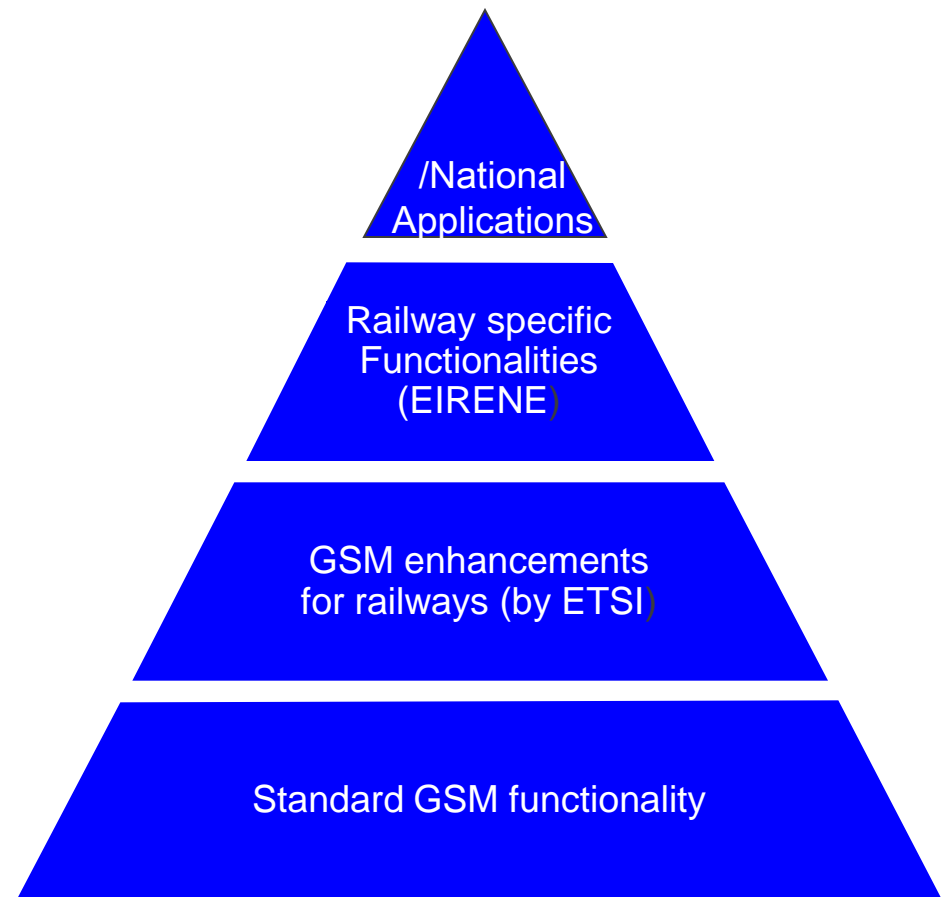 /National
Applications
Railway specific
Functionalities
(EIRENE)
GSM enhancements
for railways (by ETSI)
Standard GSM functionality